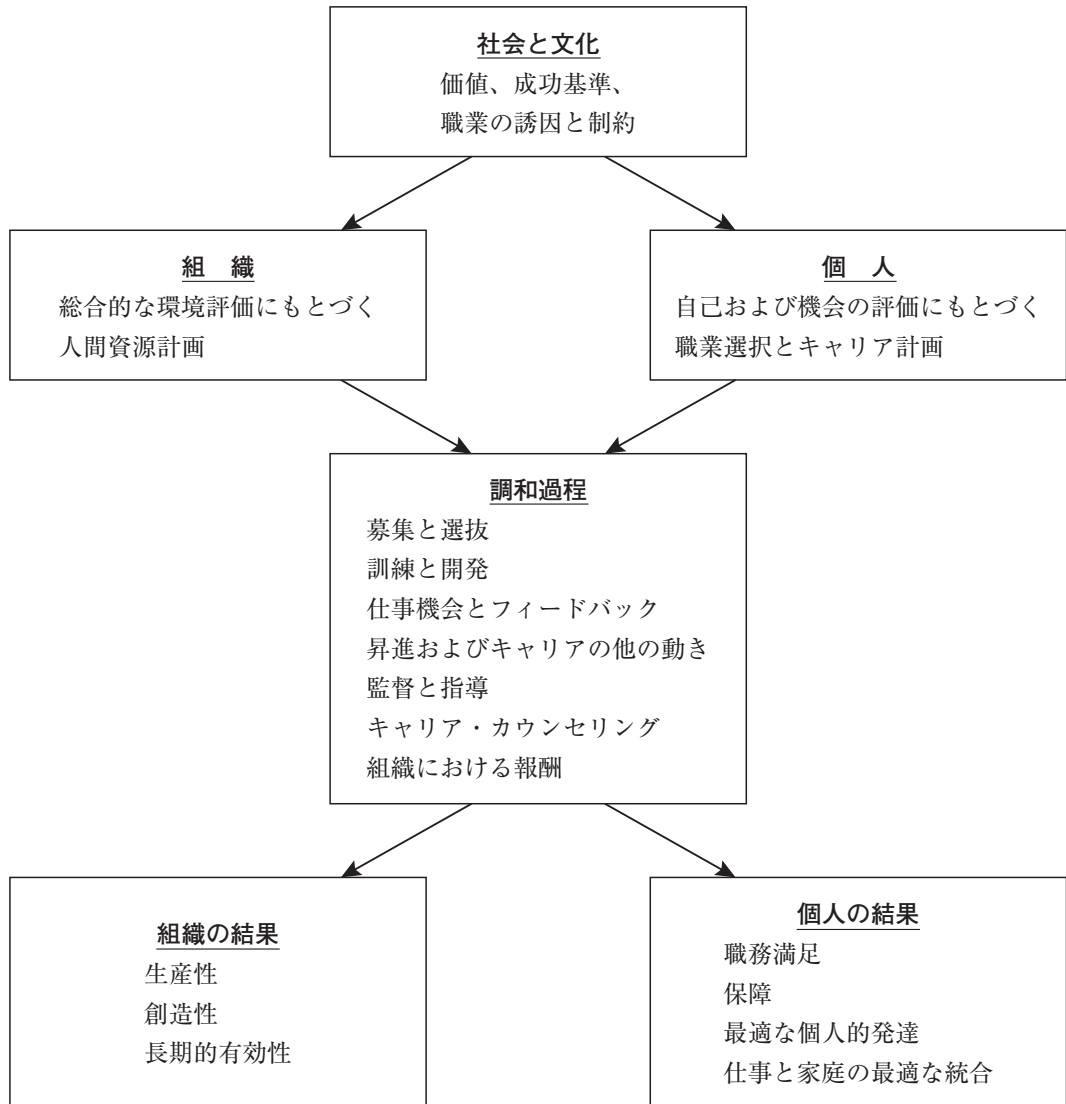 社会と文化
価値、成功基準、
職業の誘因と制約
組　織
総合的な環境評価にもとづく
人間資源計画
個　人
自己および機会の評価にもとづく
職業選択とキャリア計画
調和過程
募集と選抜
訓練と開発
仕事機会とフィードバック
昇進およびキャリアの他の動き
監督と指導
キャリア・カウンセリング
組織における報酬
組織の結果
生産性
創造性
長期的有効性
個人の結果
職務満足
保障
最適な個人的発達
仕事と家庭の最適な統合